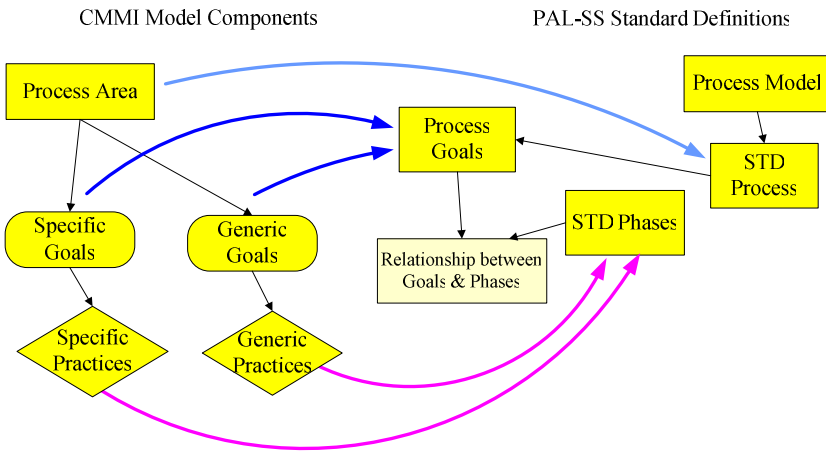 CMMI Model Components
PAL-SS Standard Definitions
Process Area
Process Model
Process
Goals
STD
Process
Specific
Goals
Generic
Goals
STD Phases
Relationship between
Goals & Phases
Specific
Practices
Generic
Practices